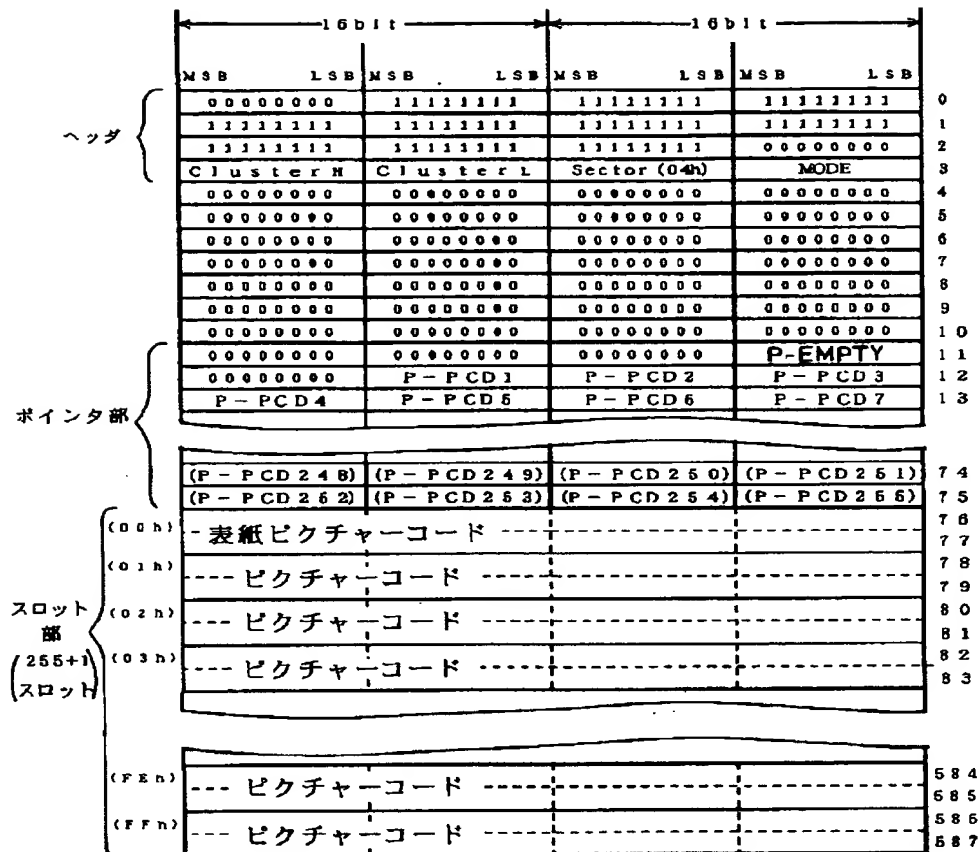 16bit 16bit
MSB LSB MSB LSB MSB LSB MSB LSB
00000000 11111111 11111111 11111111 0
ヘッダ 11111111 11111111 11111111 11111111 1
11111111 11111111 11111111 00000000 2
ClusterH ClusterL Sector (04h) MODE 3
00000000 00000000 00000000 00000000 4
00000000 00000000 00000000 00000000 5
00000000 00000000 00000000 00000000 6
00000000 00000000 00000000 00000000 7
00000000 00000000 00000000 00000000 8
00000000 00000000 00000000 00000000 9
00000000 00000000 00000000 00000000 10
00000000 00000000 00000000 P-EMPTY 11
00000000 P-PCD1 P-PCD2 P-PCD3 12
ポインタ部 P-PCD4 P-PCD5 P-PCD6 P-PCD7 13
(P-PCD248) (P-PCD249) (P-PCD250) (P-PCD251) 74
(P-PCD252) (P-PCD253) (P-PCD254) (P-PCD255) 75
(00h) 表紙ピクチャーコード 76
77
(01h) ピクチャーコード 78
79
スロット部 (255+1スロット)
(02h) ピクチャーコード 80
81
(03h) ピクチャーコード 82
83
(FEh) ピクチャーコード 584
585
(FFh) ピクチャーコード 586
587